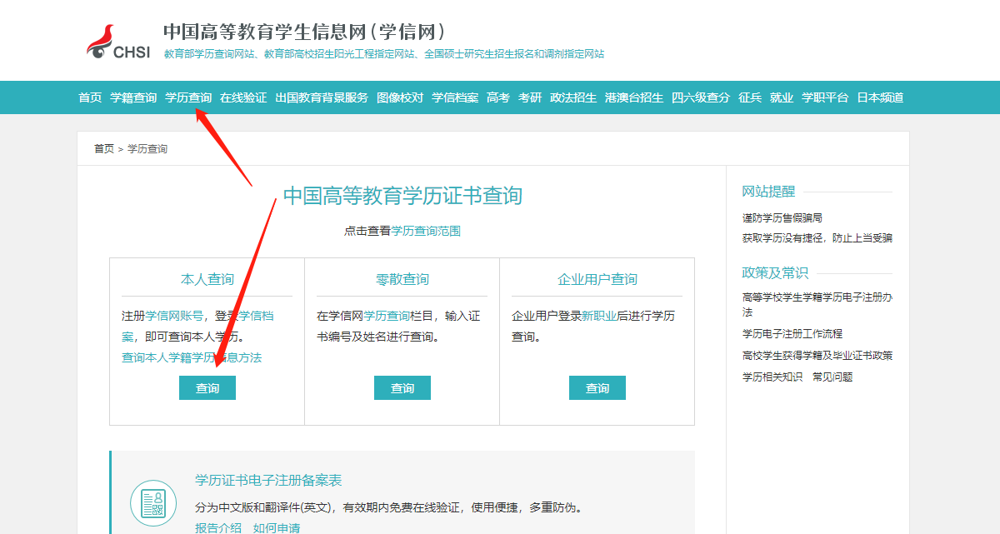 中国高等教育学生信息网(学信网)
CHSI
教育部学历查询网站、教育部高校招生阳光工程指定网站、全国硕士研究生招生报名和调剂指定网站
首页 学籍查询 学历查询 在线验证 出国教育背景服务 图像校对 学信档案 高考 考研 政法招生 港澳台招生 四六级查分 征兵 就业 学职平台 日本频道
首页 > 学历查询
中国高等教育学历证书查询
点击查看学历查询范围
本人查询
注册学信网账号，登录学信档
案，即可查询本人学历。
查询本人学籍学历信息方法
查询
零散查询
在学信网学历查询栏目，输入证
书编号及姓名进行查询。
查询
企业用户查询
企业用户登录新职业后进行学历
查询。
查询
学历证书电子注册备案表
分为中文版和翻译件(英文)，有效期内免费在线验证，使用便捷，多重防伪。
报告介绍 如何申请
网站提醒
谨防学历售假骗局
获取学历没有捷径，防止上当受骗
政策及常识
高等学校学生学籍学历电子注册办
法
学历电子注册工作流程
高校学生获得学籍及毕业证书政策
学历相关知识 常见问题